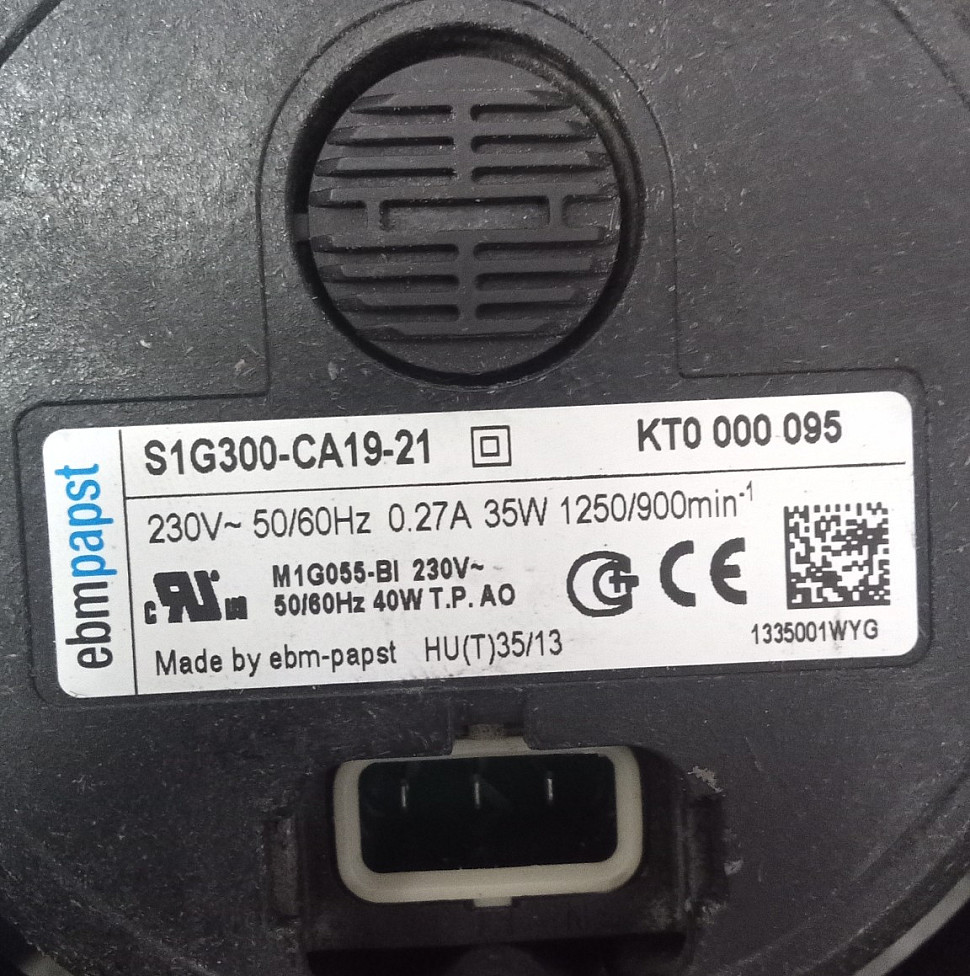 ebmpapst
S1G300-CA19-21 KT0 000 095
230V~ 50/60Hz 0.27A 35W 1250/900min⁻¹
M1G055-BI 230V~
50/60Hz 40W T.P. AO
Made by ebm-papst HU(T)35/13
1335001WYG